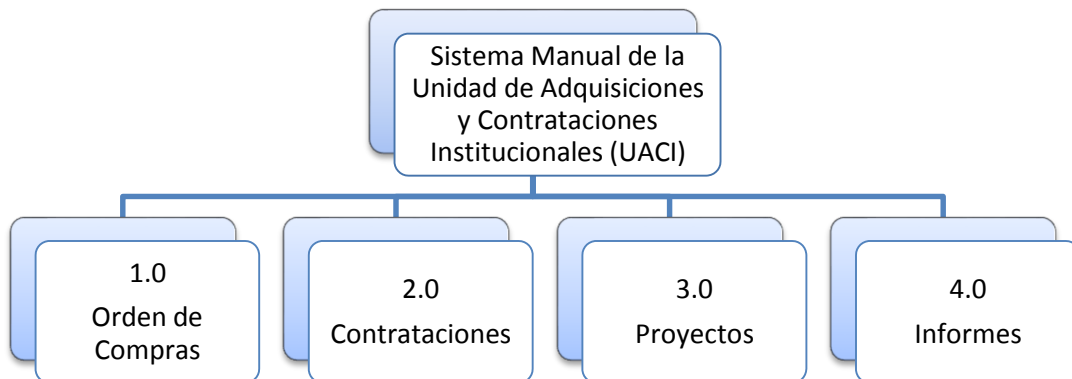 Sistema Manual de la
Unidad de Adquisiciones
y Contrataciones
Institucionales (UACI)
1.0
Orden de
Compras
2.0
Contrataciones
3.0
Proyectos
4.0
Informes